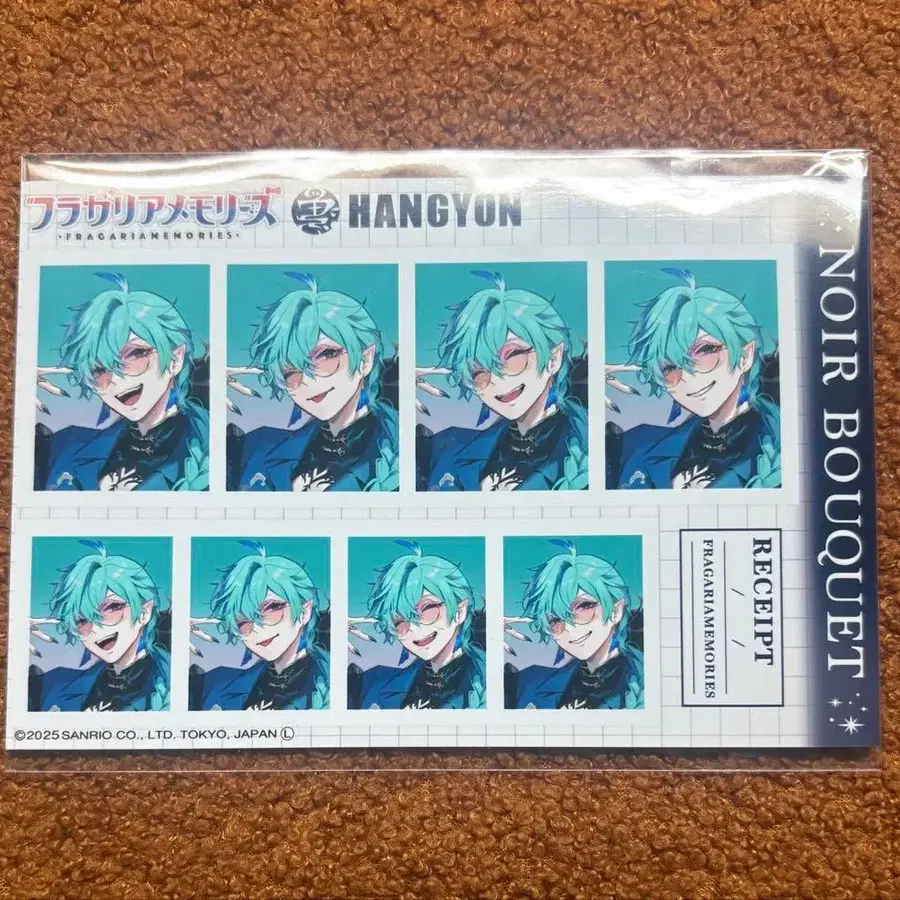 フラガリアメモリーズ
・FRAGARIAMEMORIES・
HANGYON
NOIR BOUQUET
RECEIPT
/ /
FRAGARIAMEMORIES
©2025 SANRIO CO., LTD. TOKYO, JAPAN Ⓛ